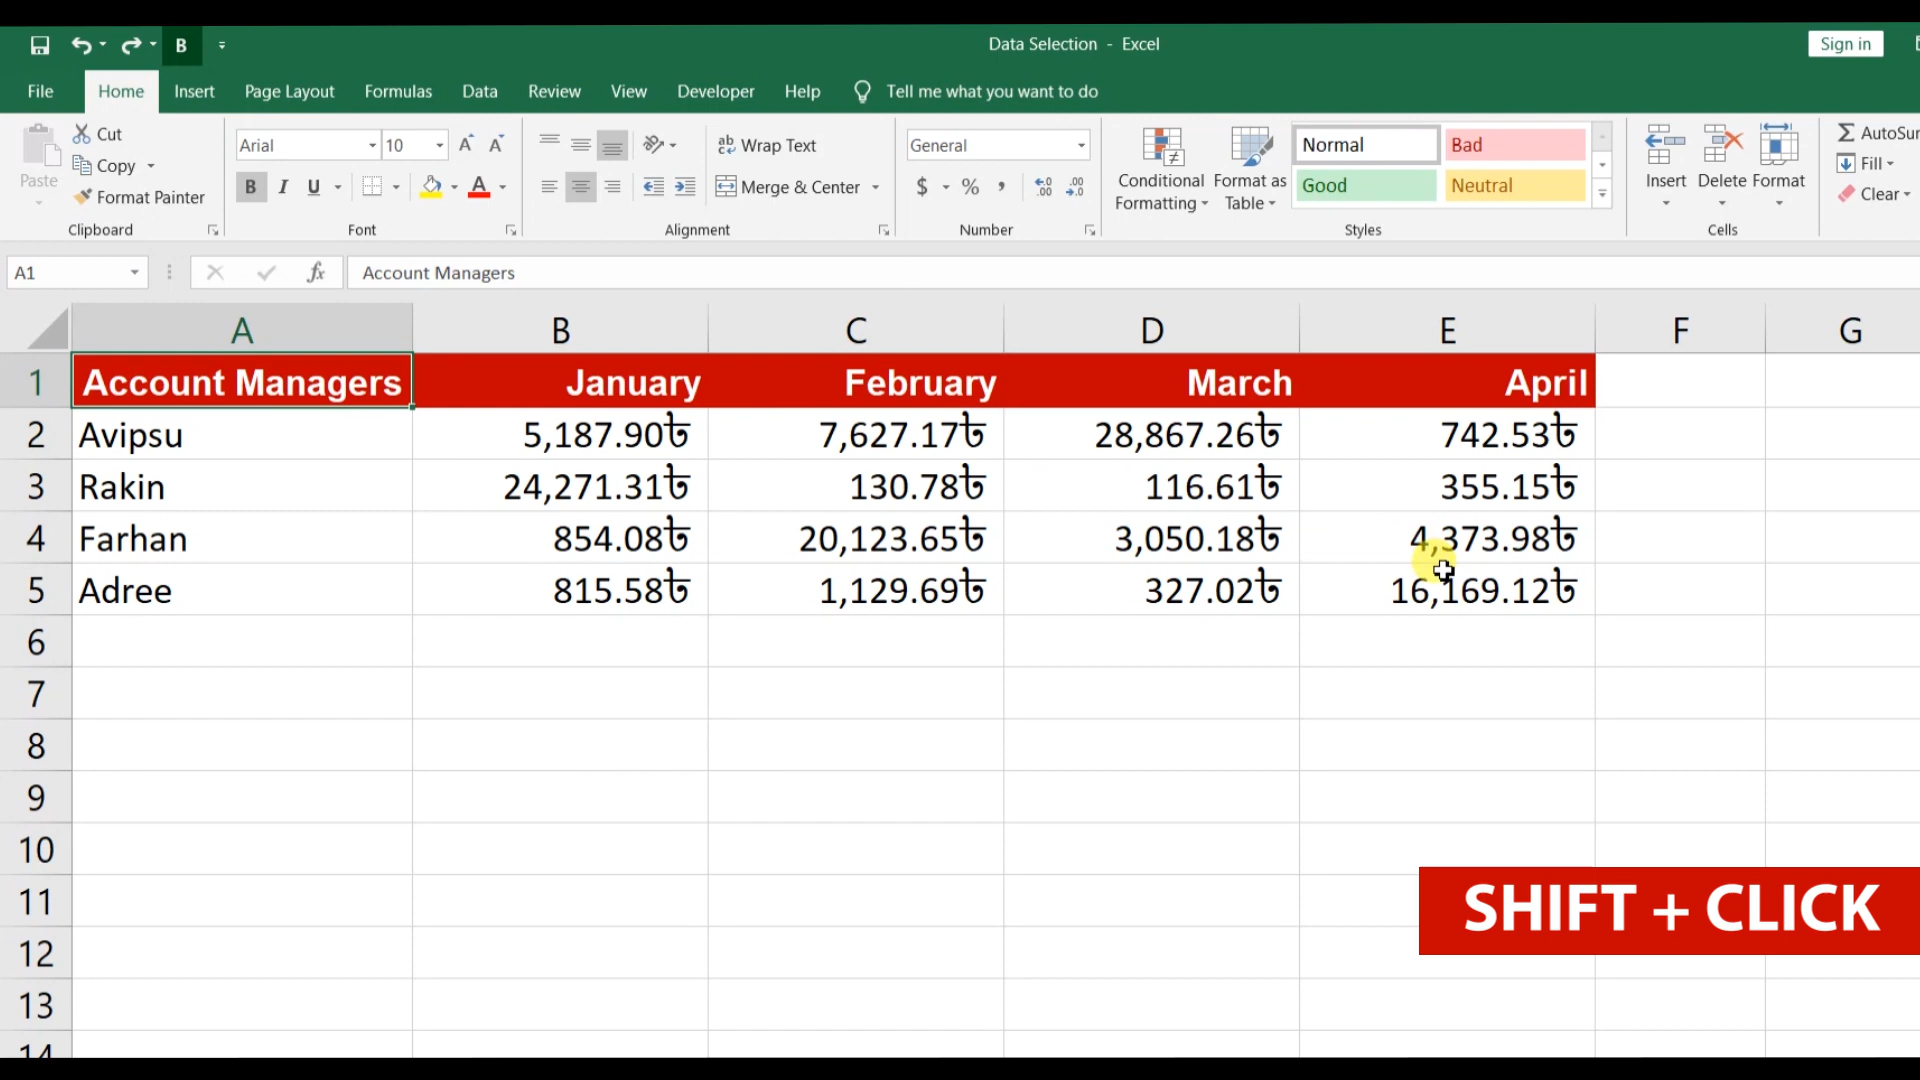 B
Data Selection - Excel
Sign in
File Home Insert Page Layout Formulas Data Review View Developer Help Tell me what you want to do
Paste
Cut
Copy
Format Painter
Clipboard
Arial 10
B I U
Font
Wrap Text
Merge & Center
Alignment
General
$ % ,
Number
Conditional Formatting
Format as Table
Normal Bad
Good Neutral
Styles
Insert Delete Format
Cells
Fill
Clear
A1 fx Account Managers
A B C D E F G
1 Account Managers January February March April
2 Avipsu 5,187.90৳ 7,627.17৳ 28,867.26৳ 742.53৳
3 Rakin 24,271.31৳ 130.78৳ 116.61৳ 355.15৳
4 Farhan 854.08৳ 20,123.65৳ 3,050.18৳ 4,373.98৳
5 Adree 815.58৳ 1,129.69৳ 327.02৳ 16,169.12৳
6
7
8
9
10
11
SHIFT + CLICK
12
13
14